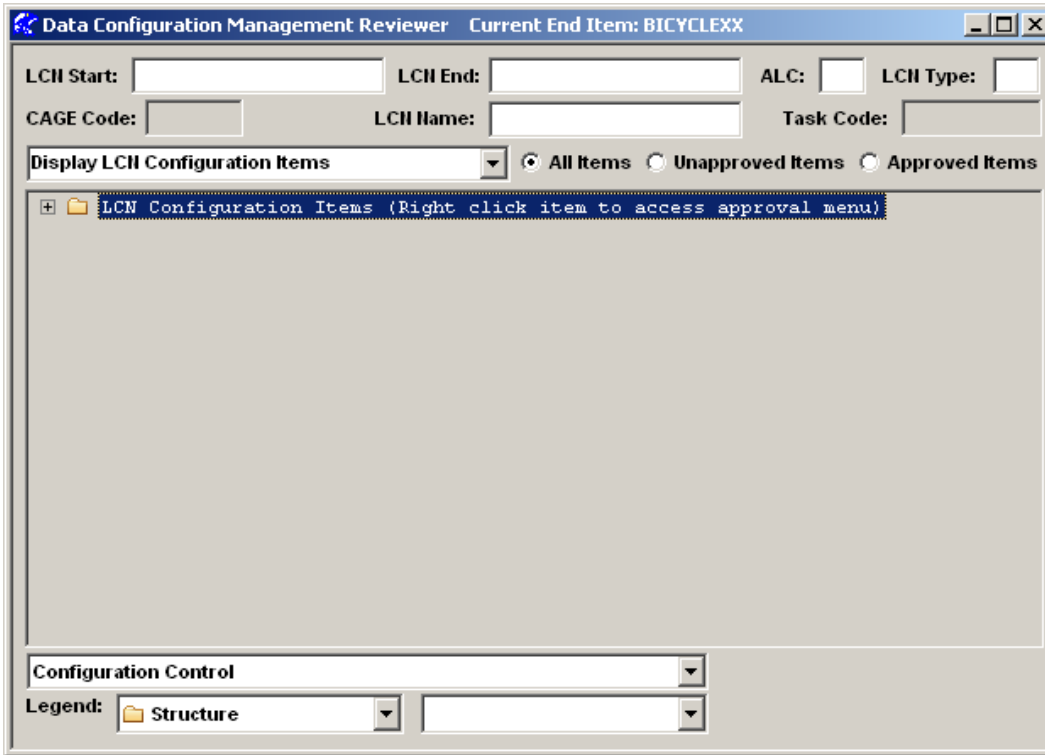 Data Configuration Management Reviewer Current End Item: BICYCLEXX
LCN Start: LCN End: ALC: LCN Type:
CAGE Code: LCN Name: Task Code:
Display LCN Configuration Items All Items Unapproved Items Approved Items
LCN Configuration Items (Right click item to access approval menu)
Configuration Control
Legend: Structure